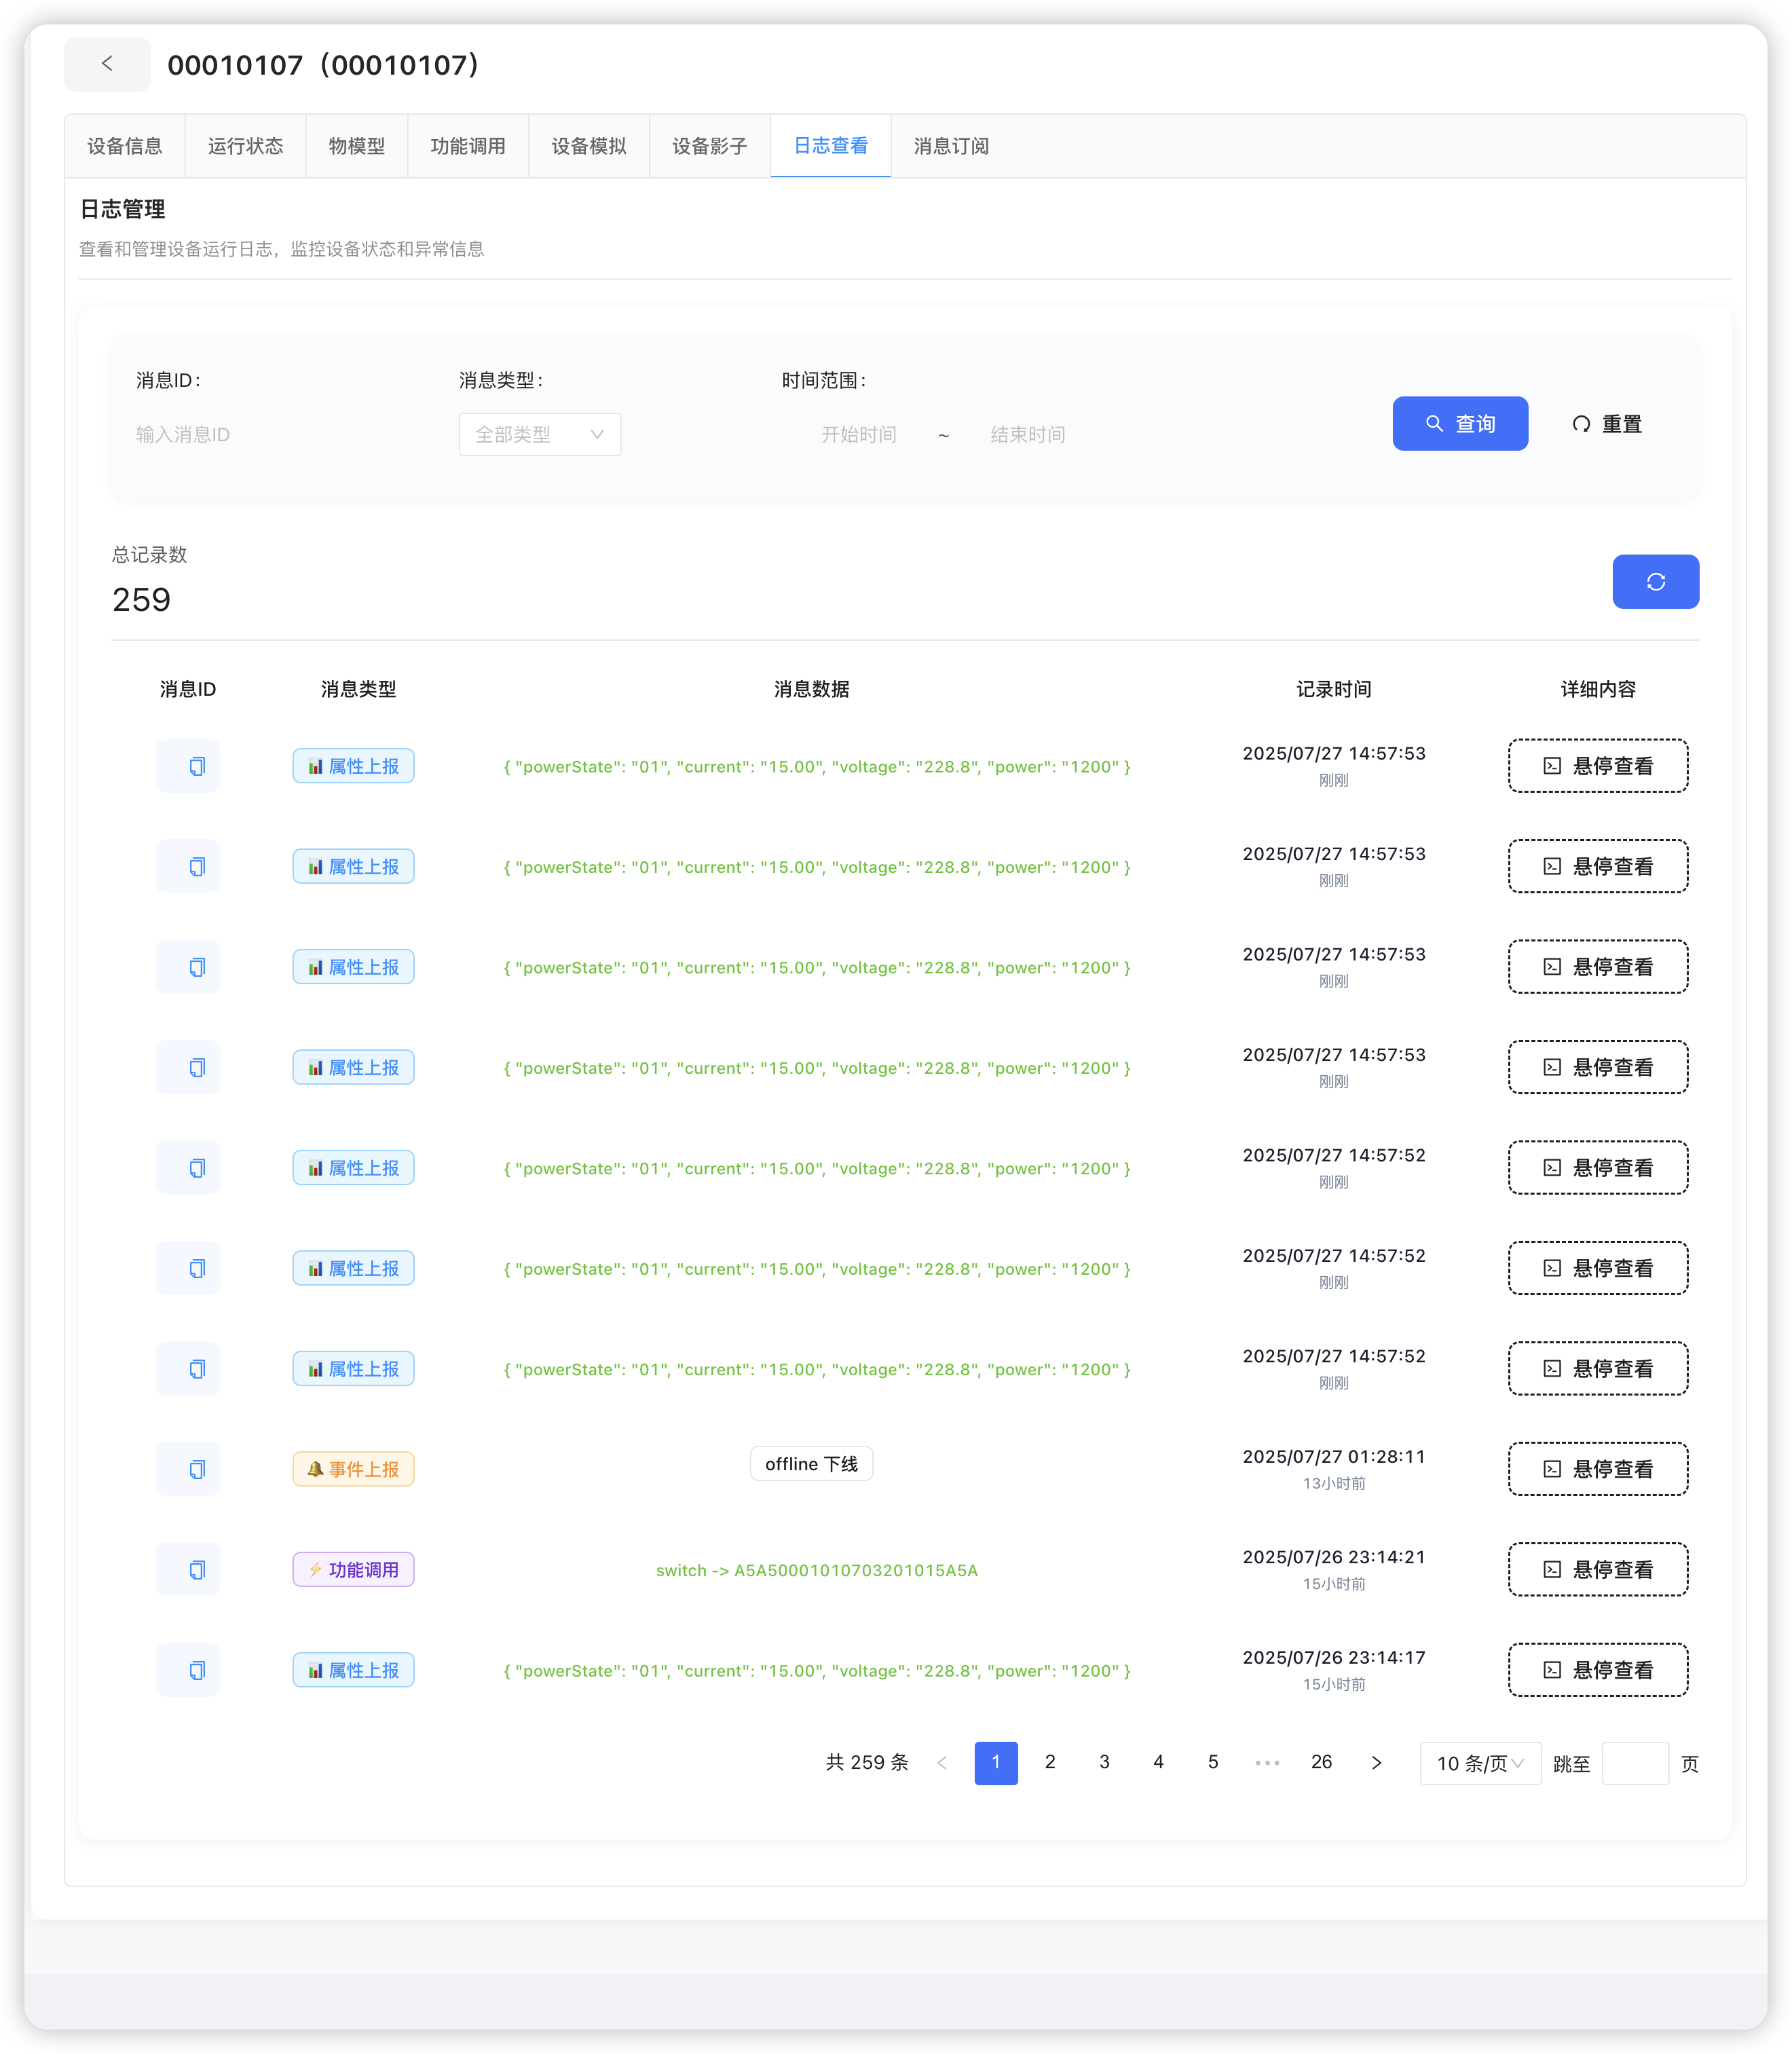 00010107（00010107）
设备信息 运行状态 物模型 功能调用 设备模拟 设备影子 日志查看 消息订阅
日志管理
查看和管理设备运行日志，监控设备状态和异常信息
消息ID： 消息类型： 时间范围：
输入消息ID 全部类型 开始时间 ~ 结束时间 查询 重置
总记录数
259
消息ID 消息类型 消息数据 记录时间 详细内容
属性上报 { "powerState": "01", "current": "15.00", "voltage": "228.8", "power": "1200" } 2025/07/27 14:57:53 悬停查看
刚刚
属性上报 { "powerState": "01", "current": "15.00", "voltage": "228.8", "power": "1200" } 2025/07/27 14:57:53 悬停查看
刚刚
属性上报 { "powerState": "01", "current": "15.00", "voltage": "228.8", "power": "1200" } 2025/07/27 14:57:53 悬停查看
刚刚
属性上报 { "powerState": "01", "current": "15.00", "voltage": "228.8", "power": "1200" } 2025/07/27 14:57:53 悬停查看
刚刚
属性上报 { "powerState": "01", "current": "15.00", "voltage": "228.8", "power": "1200" } 2025/07/27 14:57:52 悬停查看
刚刚
属性上报 { "powerState": "01", "current": "15.00", "voltage": "228.8", "power": "1200" } 2025/07/27 14:57:52 悬停查看
刚刚
属性上报 { "powerState": "01", "current": "15.00", "voltage": "228.8", "power": "1200" } 2025/07/27 14:57:52 悬停查看
刚刚
事件上报 offline 下线 2025/07/27 01:28:11 悬停查看
13小时前
功能调用 switch -> A5A50001010703201015A5A 2025/07/26 23:14:21 悬停查看
15小时前
属性上报 { "powerState": "01", "current": "15.00", "voltage": "228.8", "power": "1200" } 2025/07/26 23:14:17 悬停查看
15小时前
共 259 条 < 1 2 3 4 5 ••• 26 > 10 条/页 跳至 页